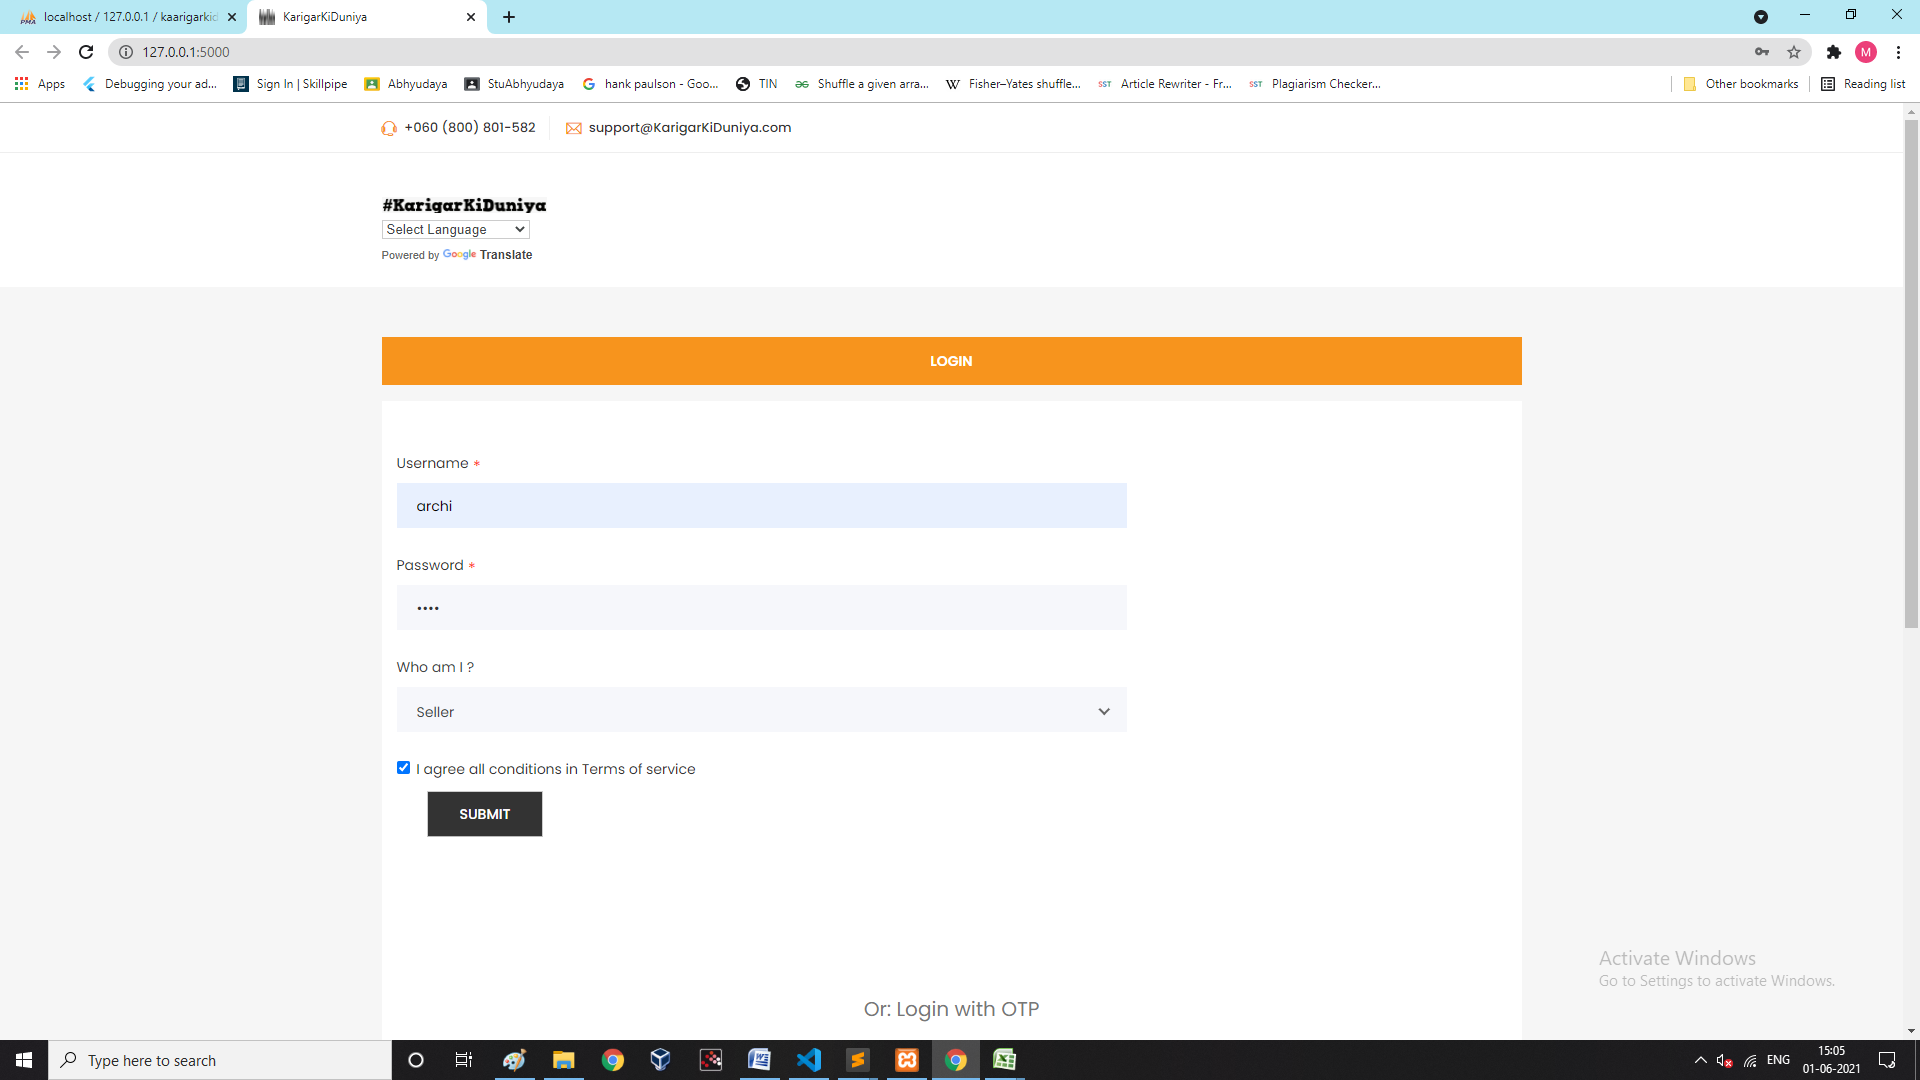 localhost / 127.0.0.1 / kaarigarkid
KarigarKiDuniya
127.0.0.1:5000
M
Apps
Debugging your ad...
Sign In | Skillpipe
Abhyudaya
StuAbhyudaya
hank paulson - Goo...
TIN
Shuffle a given arra...
Fisher–Yates shuffle...
Article Rewriter - Fr...
Plagiarism Checker...
Other bookmarks
Reading list
+060 (800) 801-582
support@KarigarKiDuniya.com
#KarigarKiDuniya
Select Language
Powered by Google Translate
LOGIN
Username *
archi
Password *
••••
Who am I ?
Seller
I agree all conditions in Terms of service
SUBMIT
Activate Windows
Go to Settings to activate Windows.
Or: Login with OTP
Type here to search
ENG
15:05
01-06-2021